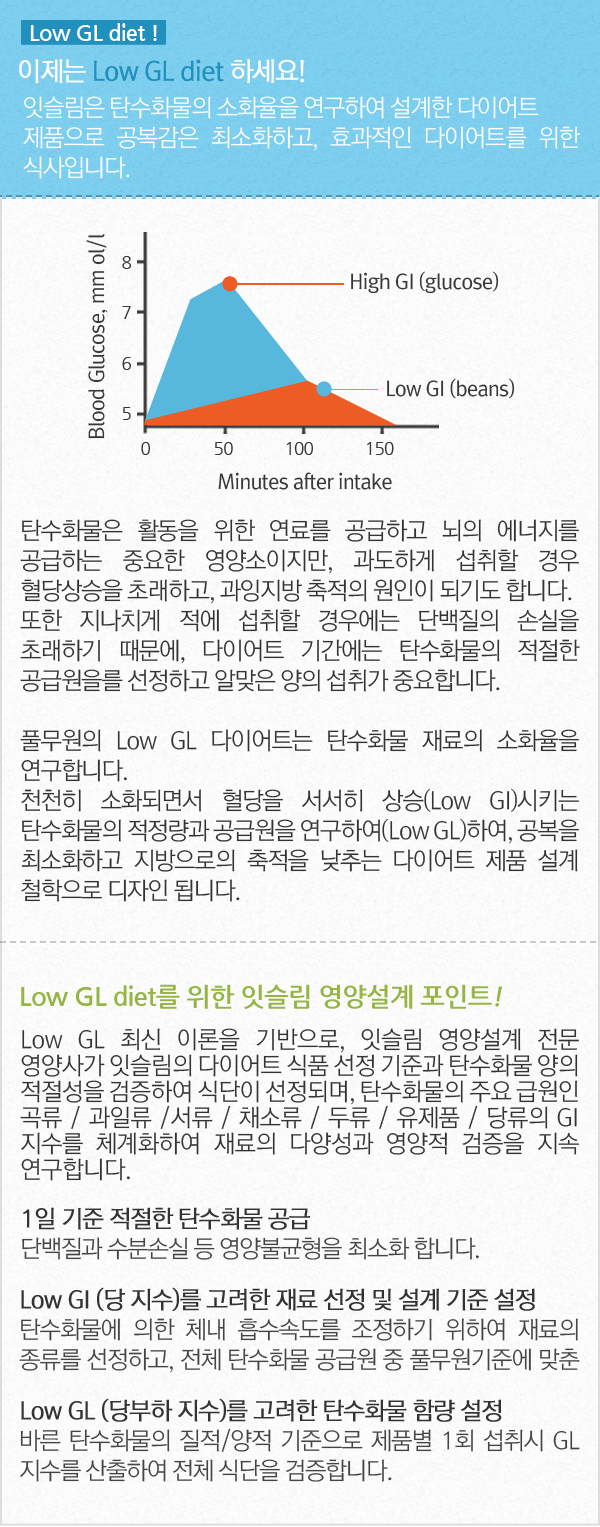 Low GL diet !
이제는 Low GL diet 하세요!
잇슬림은 탄수화물의 소화율을 연구하여 설계한 다이어트
제품으로 공복감은 최소화하고, 효과적인 다이어트를 위한
식사입니다.
Blood Glucose, mm ol/l
8
7
6
5
0
50
100
150
High GI (glucose)
Low GI (beans)
Minutes after intake
탄수화물은 활동을 위한 연료를 공급하고 뇌의 에너지를
공급하는 중요한 영양소이지만, 과도하게 섭취할 경우
혈당상승을 초래하고, 과잉지방 축적의 원인이 되기도 합니다.
또한 지나치게 적에 섭취할 경우에는 단백질의 손실을
초래하기 때문에, 다이어트 기간에는 탄수화물의 적절한
공급원을를 선정하고 알맞은 양의 섭취가 중요합니다.
풀무원의 Low GL 다이어트는 탄수화물 재료의 소화율을
연구합니다.
천천히 소화되면서 혈당을 서서히 상승(Low GI)시키는
탄수화물의 적정량과 공급원을 연구하여(Low GL)하여, 공복을
최소화하고 지방으로의 축적을 낮추는 다이어트 제품 설계
철학으로 디자인 됩니다.
Low GL diet를 위한 잇슬림 영양설계 포인트!
Low GL 최신 이론을 기반으로, 잇슬림 영양설계 전문
영양사가 잇슬림의 다이어트 식품 선정 기준과 탄수화물 양의
적절성을 검증하여 식단이 선정되며, 탄수화물의 주요 급원인
곡류 / 과일류 /서류 / 채소류 / 두류 / 유제품 / 당류의 GI
지수를 체계화하여 재료의 다양성과 영양적 검증을 지속
연구합니다.
1일 기준 적절한 탄수화물 공급
단백질과 수분손실 등 영양불균형을 최소화 합니다.
Low GI (당 지수)를 고려한 재료 선정 및 설계 기준 설정
탄수화물에 의한 체내 흡수속도를 조정하기 위하여 재료의
종류를 선정하고, 전체 탄수화물 공급원 중 풀무원기준에 맞춘
Low GL (당부하 지수)를 고려한 탄수화물 함량 설정
바른 탄수화물의 질적/양적 기준으로 제품별 1회 섭취시 GL
지수를 산출하여 전체 식단을 검증합니다.